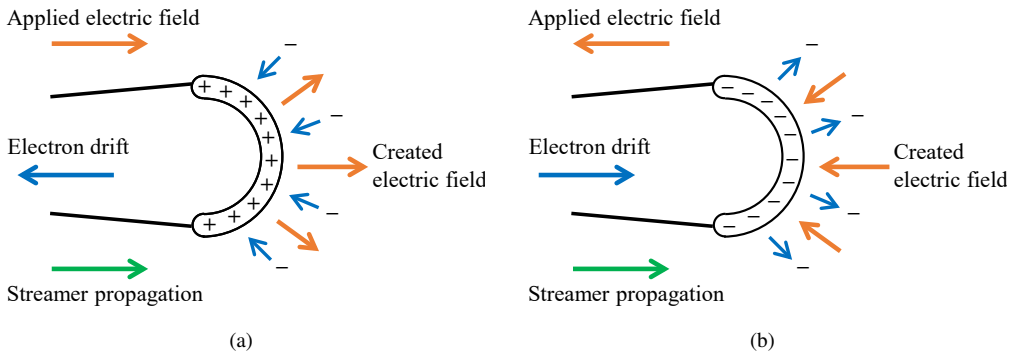 Applied electric field
Applied electric field
−
−
+ + + + + + + + +
−
− − − − − − − − −
−
Electron drift
Created
electric field
Electron drift
Created
electric field
−
−
−
−
Streamer propagation
Streamer propagation
(a)
(b)